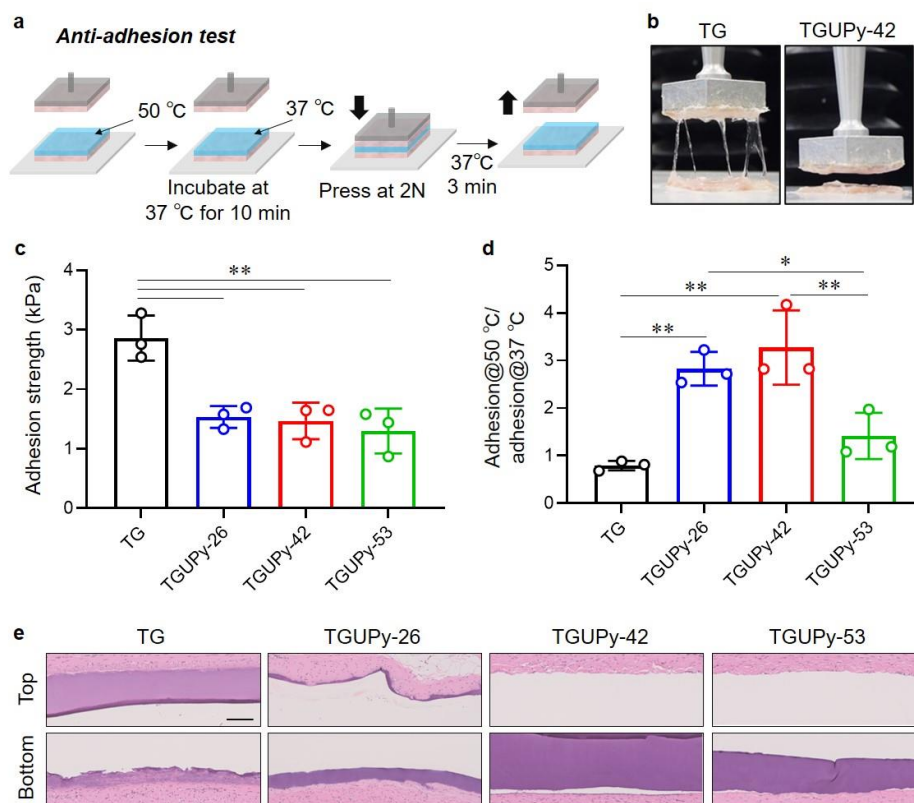 a
Anti-adhesion test
50 °C
37 °C
Incubate at
37 °C for 10 min
Press at 2N
37°C
3 min
b
TG
TGUPy-42
c
Adhesion strength (kPa)
4
3
2
1
0
**
TG
TGUPy-26
TGUPy-42
TGUPy-53
d
Adhesion@50 °C/
adhesion@37 °C
5
4
3
2
1
0
*
**
**
**
TG
TGUPy-26
TGUPy-42
TGUPy-53
e
TG
TGUPy-26
TGUPy-42
TGUPy-53
Top
Bottom